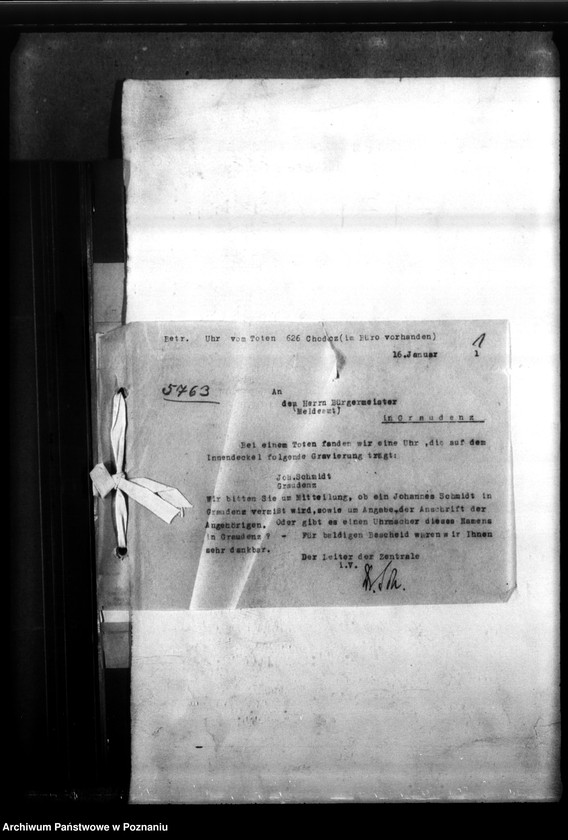 Betr. Uhr vom Toten 626 Chodcz(im Büro vorhanden)
1
16.Januar 1
5763
An
den Herrn Bürgermeister
(Meldeamt)
in Graudenz
Bei einem Toten fanden wir eine Uhr ,die auf dem
Innendeckel folgende Gravierung trägt:
Joh.Schmidt
Graudenz
Wir bitten Sie um Mitteilung, ob ein Johannes Schmidt in
Graudenz vermist wird,sowie um Angabe,der Anschrift der
Angehörigen. Oder gibt es einen Uhrmacher dieses Namens
in Graudenz ? - Für baldigen Bescheid waren wir Ihnen
sehr dankbar.
Der Leiter der Zentrale
i.V.
Archiwum Państwowe w Poznaniu